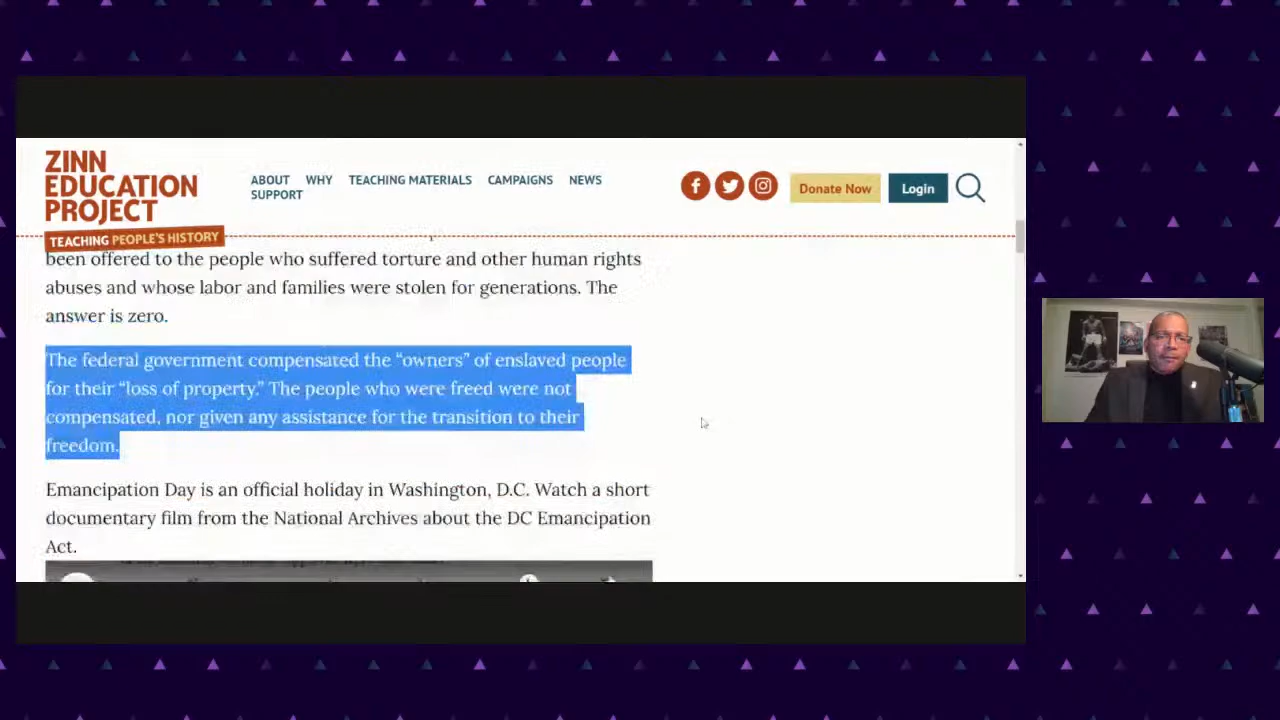 ZINN
EDUCATION
PROJECT
TEACHING PEOPLE'S HISTORY
ABOUT WHY TEACHING MATERIALS CAMPAIGNS NEWS
SUPPORT
Donate Now
Login
been offered to the people who suffered torture and other human rights
abuses and whose labor and families were stolen for generations. The
answer is zero.
The federal government compensated the “owners” of enslaved people
for their “loss of property.” The people who were freed were not
compensated, nor given any assistance for the transition to their
freedom.
Emancipation Day is an official holiday in Washington, D.C. Watch a short
documentary film from the National Archives about the DC Emancipation
Act.